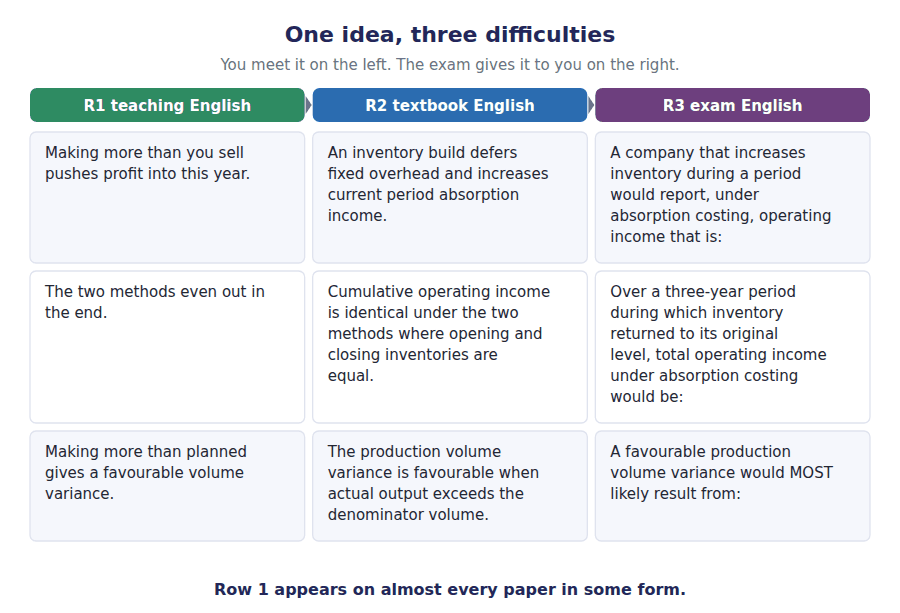 One idea, three difficulties
You meet it on the left. The exam gives it to you on the right.
R1 teaching English
R2 textbook English
R3 exam English
Making more than you sell
pushes profit into this year.
An inventory build defers
fixed overhead and increases
current period absorption
income.
A company that increases
inventory during a period
would report, under
absorption costing, operating
income that is:
The two methods even out in
the end.
Cumulative operating income
is identical under the two
methods where opening and
closing inventories are
equal.
Over a three-year period
during which inventory
returned to its original
level, total operating income
under absorption costing
would be:
Making more than planned
gives a favourable volume
variance.
The production volume
variance is favourable when
actual output exceeds the
denominator volume.
A favourable production
volume variance would MOST
likely result from:
Row 1 appears on almost every paper in some form.